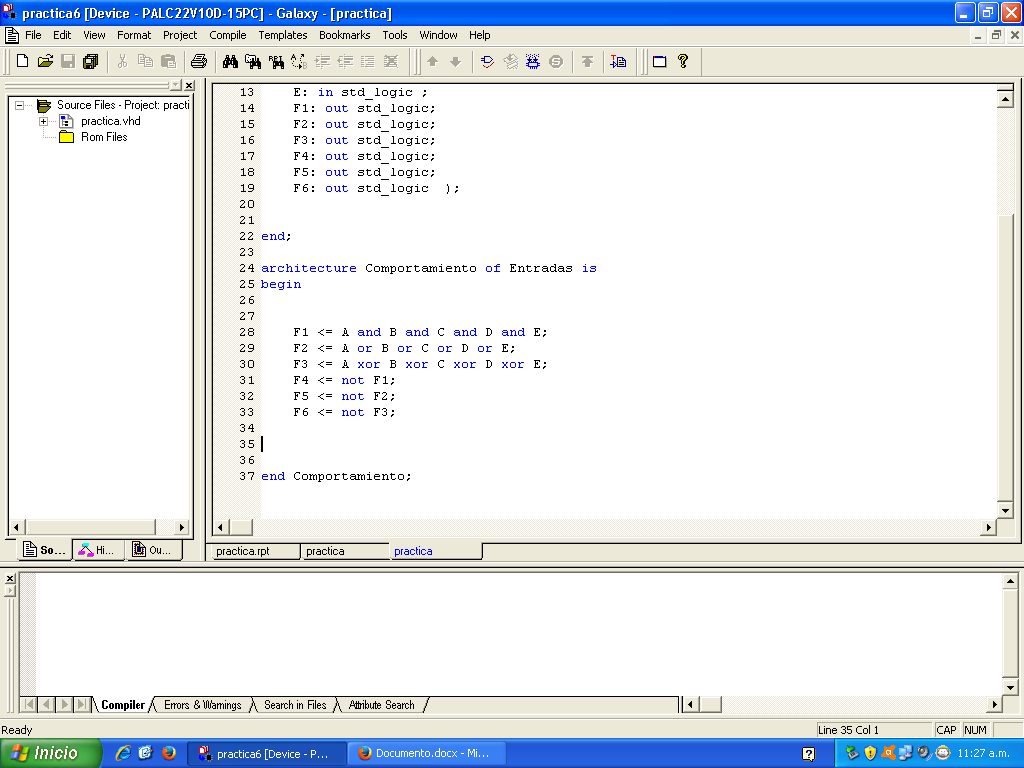 practica6 [Device - PALC22V10D-15PC] - Galaxy - [practica]
File Edit View Format Project Compile Templates Bookmarks Tools Window Help
Source Files - Project: practi
practica.vhd
Rom Files
So... Hi... Ou...
13 E: in std_logic ;
14 F1: out std_logic;
15 F2: out std_logic;
16 F3: out std_logic;
17 F4: out std_logic;
18 F5: out std_logic;
19 F6: out std_logic );
20
21
22 end;
23
24 architecture Comportamiento of Entradas is
25 begin
26
27
28 F1 <= A and B and C and D and E;
29 F2 <= A or B or C or D or E;
30 F3 <= A xor B xor C xor D xor E;
31 F4 <= not F1;
32 F5 <= not F2;
33 F6 <= not F3;
34
35
36
37 end Comportamiento;
practica.rpt practica practica
Compiler Errors & Warnings Search in Files Attribute Search
Ready Line 35 Col 1 CAP NUM
Inicio practica6 [Device - P... Documento.docx - Mi... 11:27 a.m.